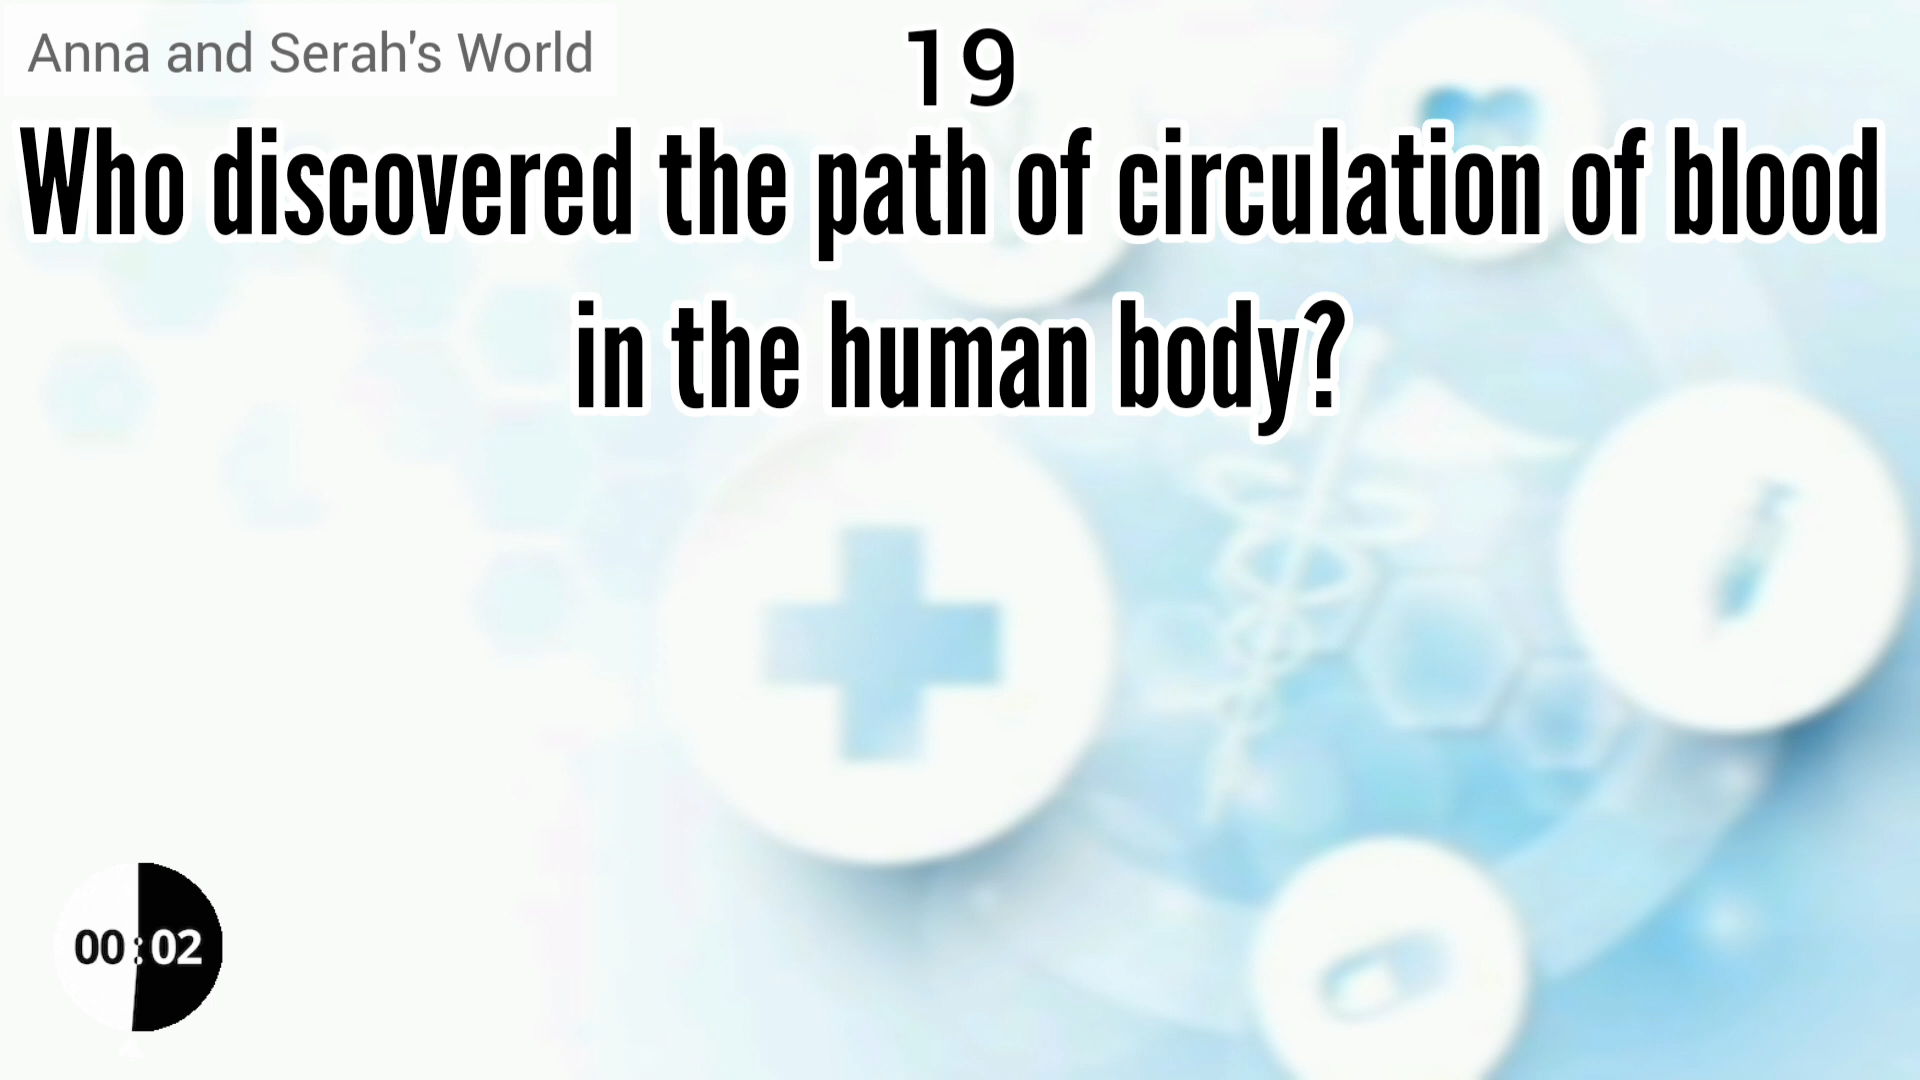 Anna and Serah's World
19
Who discovered the path of circulation of blood
in the human body?
00:02